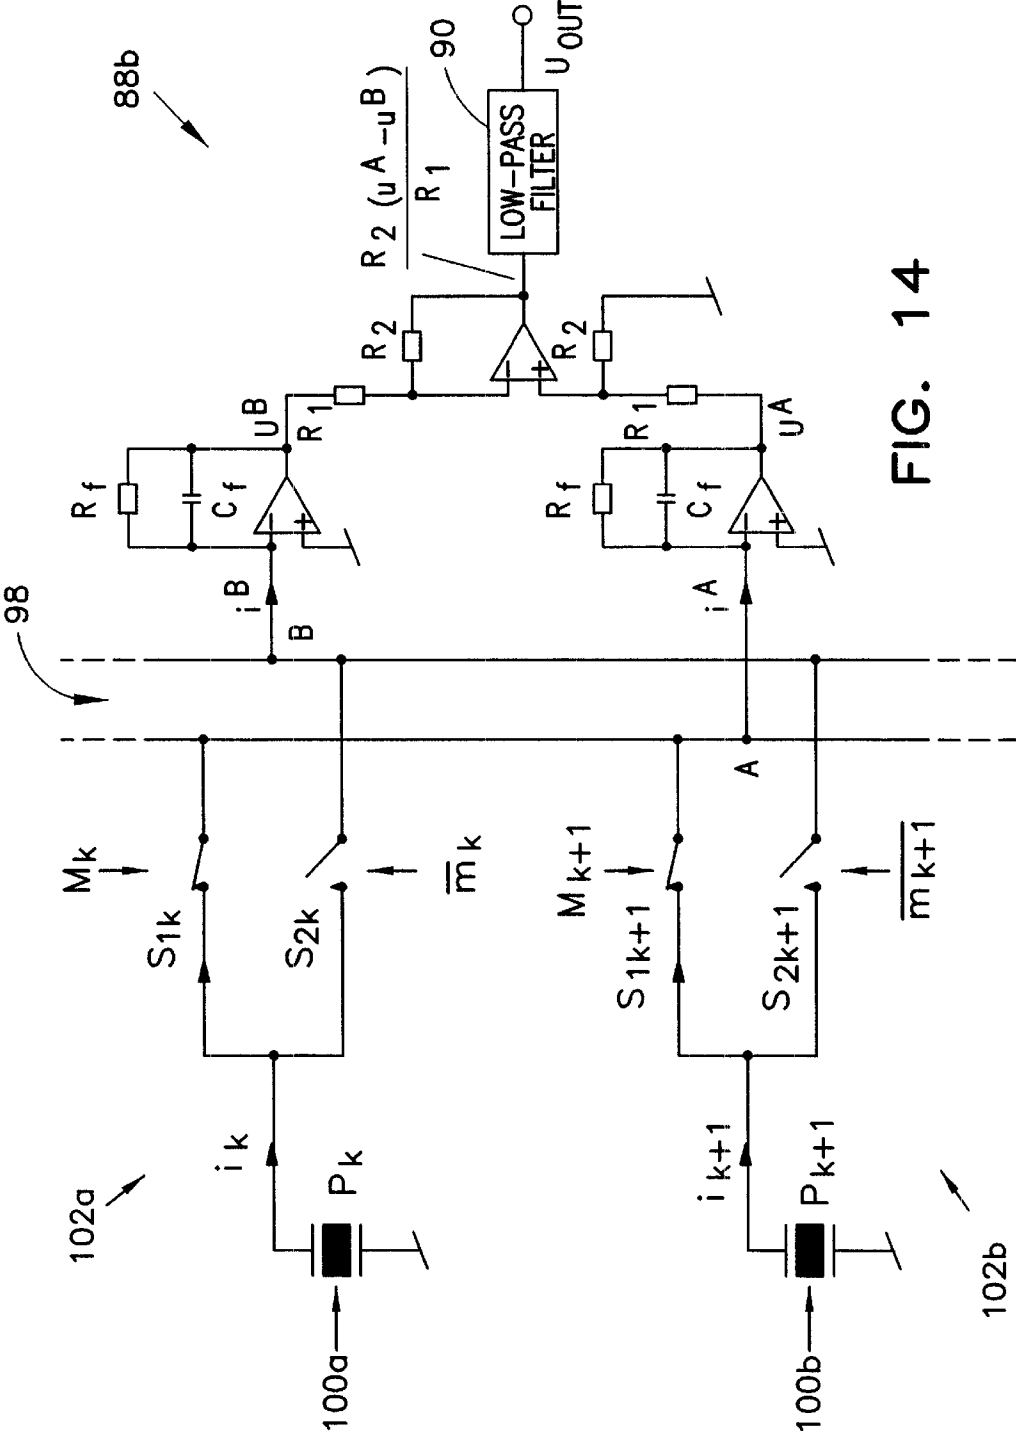 88b
98
90
R2 (uA-uB)
R1
LOW-PASS
FILTER
UOUT
Rf
Cf
UB
R1
R2
iB
B
Mk
S1k
S2k
m̅k
ik
Pk
102a
100a
Rf
Cf
UA
R1
R2
iA
A
Mk+1
S1k+1
S2k+1
m̅k̅+̅1̅
ik+1
Pk+1
100b
102b
FIG. 14